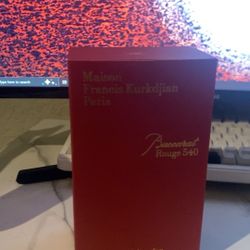 Maison
Francis Kurkdjian
Paris
Baccarat
Rouge 540